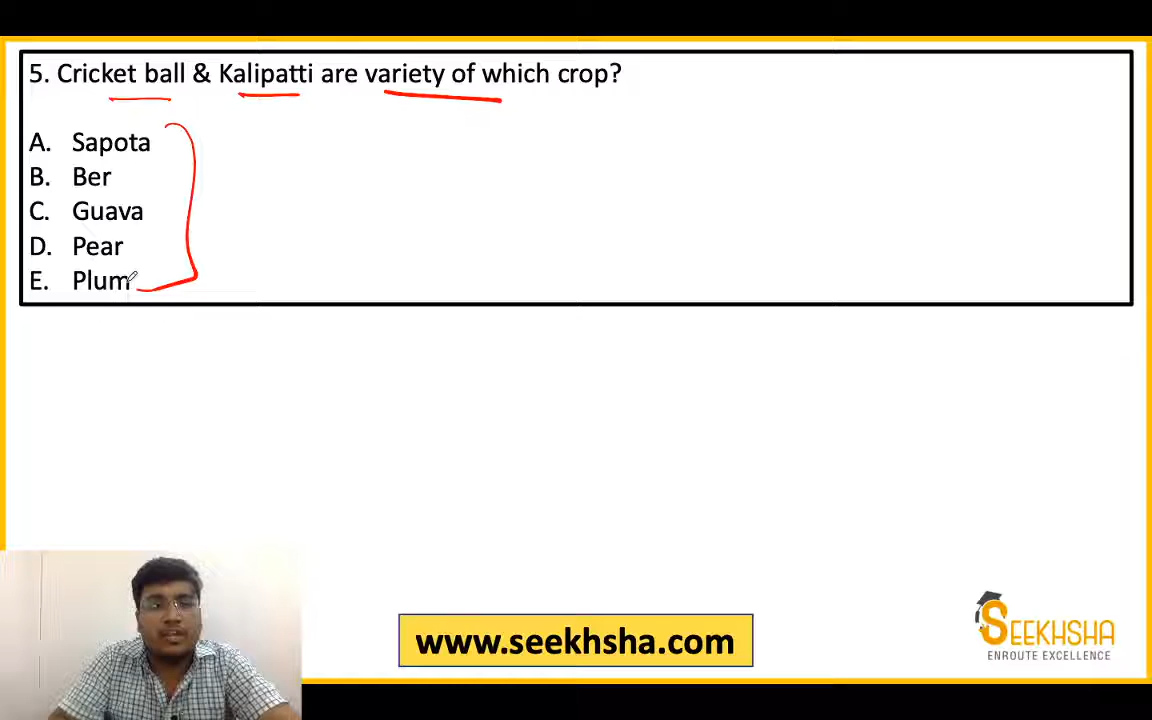 5. Cricket ball & Kalipatti are variety of which crop?
A. Sapota
B. Ber
C. Guava
D. Pear
E. Plum
www.seekhsha.com
SEEKHSHA
ENROUTE EXCELLENCE